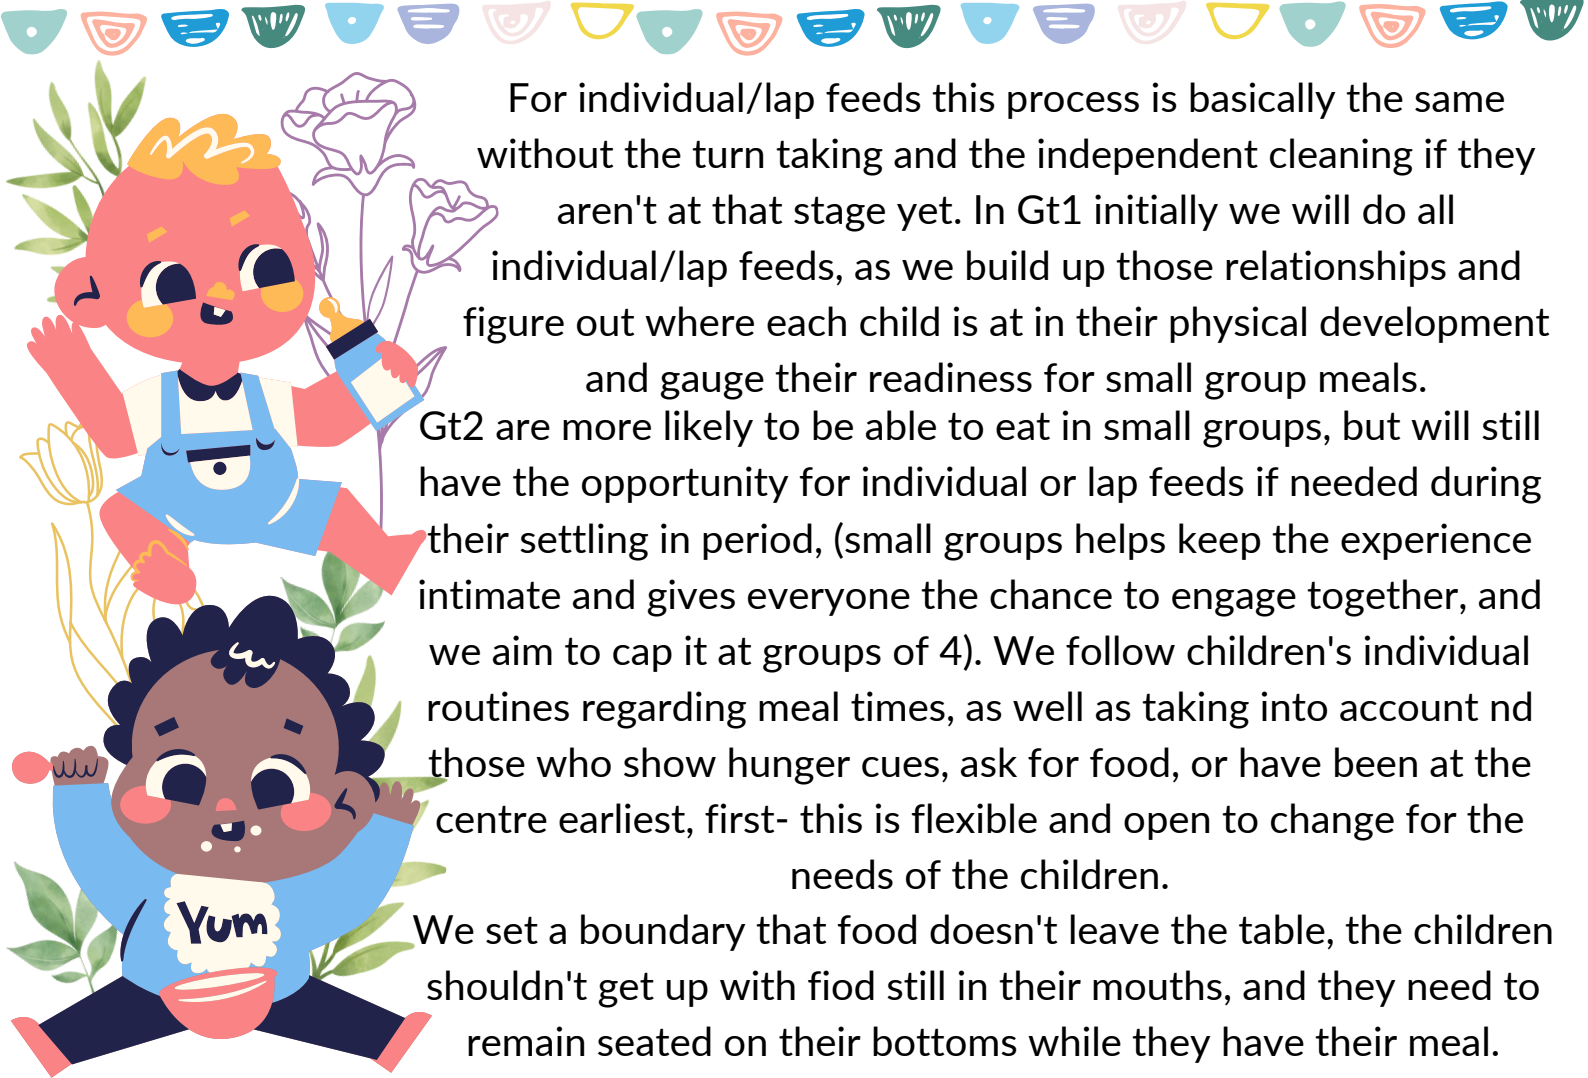 For individual/lap feeds this process is basically the same
without the turn taking and the independent cleaning if they
aren't at that stage yet. In Gt1 initially we will do all
individual/lap feeds, as we build up those relationships and
figure out where each child is at in their physical development
and gauge their readiness for small group meals.
Gt2 are more likely to be able to eat in small groups, but will still
have the opportunity for individual or lap feeds if needed during
their settling in period, (small groups helps keep the experience
intimate and gives everyone the chance to engage together, and
we aim to cap it at groups of 4). We follow children's individual
routines regarding meal times, as well as taking into account nd
those who show hunger cues, ask for food, or have been at the
centre earliest, first- this is flexible and open to change for the
needs of the children.
We set a boundary that food doesn't leave the table, the children
shouldn't get up with fiod still in their mouths, and they need to
remain seated on their bottoms while they have their meal.
Yum